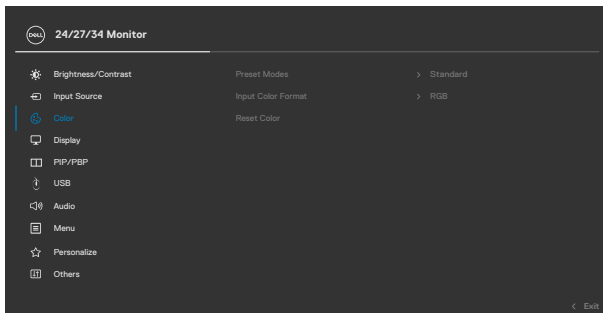 DELL 24/27/34 Monitor
Brightness/Contrast Preset Modes > Standard
Input Source Input Color Format > RGB
Color Reset Color
Display
PIP/PBP
USB
Audio
Menu
Personalize
Others
< Exit